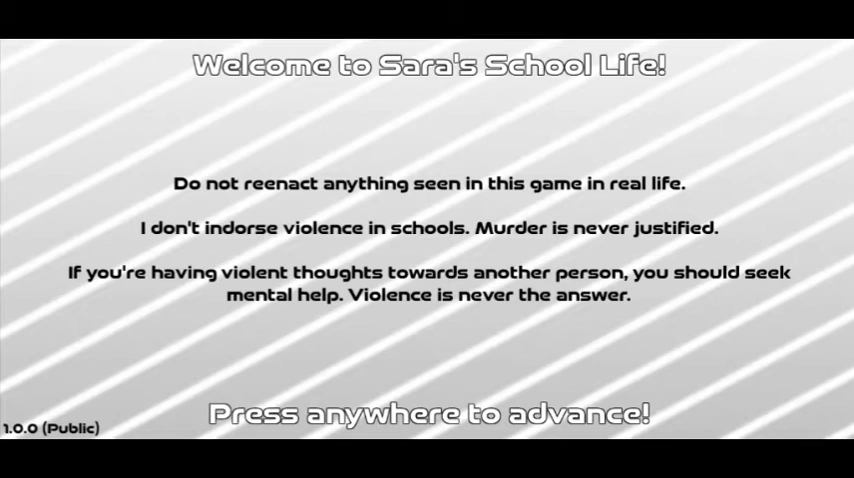 Welcome to Sara's School Life!
Do not reenact anything seen in this game in real life.
I don't indorse violence in schools. Murder is never justified.
If you're having violent thoughts towards another person, you should seek
mental help. Violence is never the answer.
Press anywhere to advance!
1.0.0 (Public)